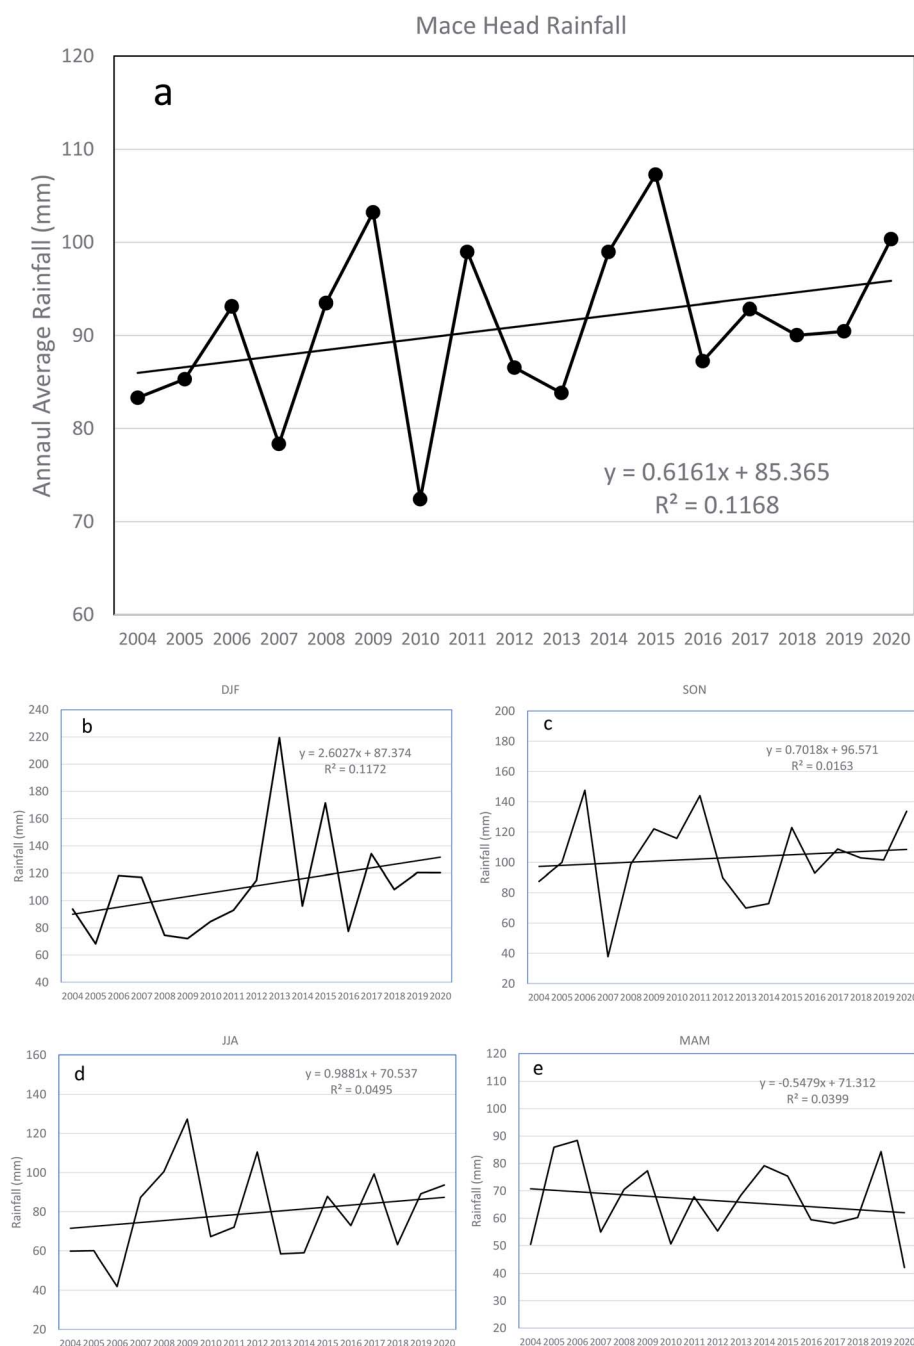 Mace Head Rainfall
a
Annaul Average Rainfall (mm)
120
110
100
90
80
70
60
y = 0.6161x + 85.365
R² = 0.1168
2004 2005 2006 2007 2008 2009 2010 2011 2012 2013 2014 2015 2016 2017 2018 2019 2020
DJF
b
Rainfall (mm)
240
220
200
180
160
140
120
100
80
60
40
y = 2.6027x + 87.374
R² = 0.1172
2004 2005 2006 2007 2008 2009 2010 2011 2012 2013 2014 2015 2016 2017 2018 2019 2020
SON
c
Rainfall (mm)
200
180
160
140
120
100
80
60
40
20
y = 0.7018x + 96.571
R² = 0.0163
2004 2005 2006 2007 2008 2009 2010 2011 2012 2013 2014 2015 2016 2017 2018 2019 2020
JJA
d
Rainfall (mm)
160
140
120
100
80
60
40
20
y = 0.9881x + 70.537
R² = 0.0495
2004 2005 2006 2007 2008 2009 2010 2011 2012 2013 2014 2015 2016 2017 2018 2019 2020
MAM
e
Rainfall (mm)
120
110
100
90
80
70
60
50
40
30
20
y = -0.5479x + 71.312
R² = 0.0399
2004 2005 2006 2007 2008 2009 2010 2011 2012 2013 2014 2015 2016 2017 2018 2019 2020